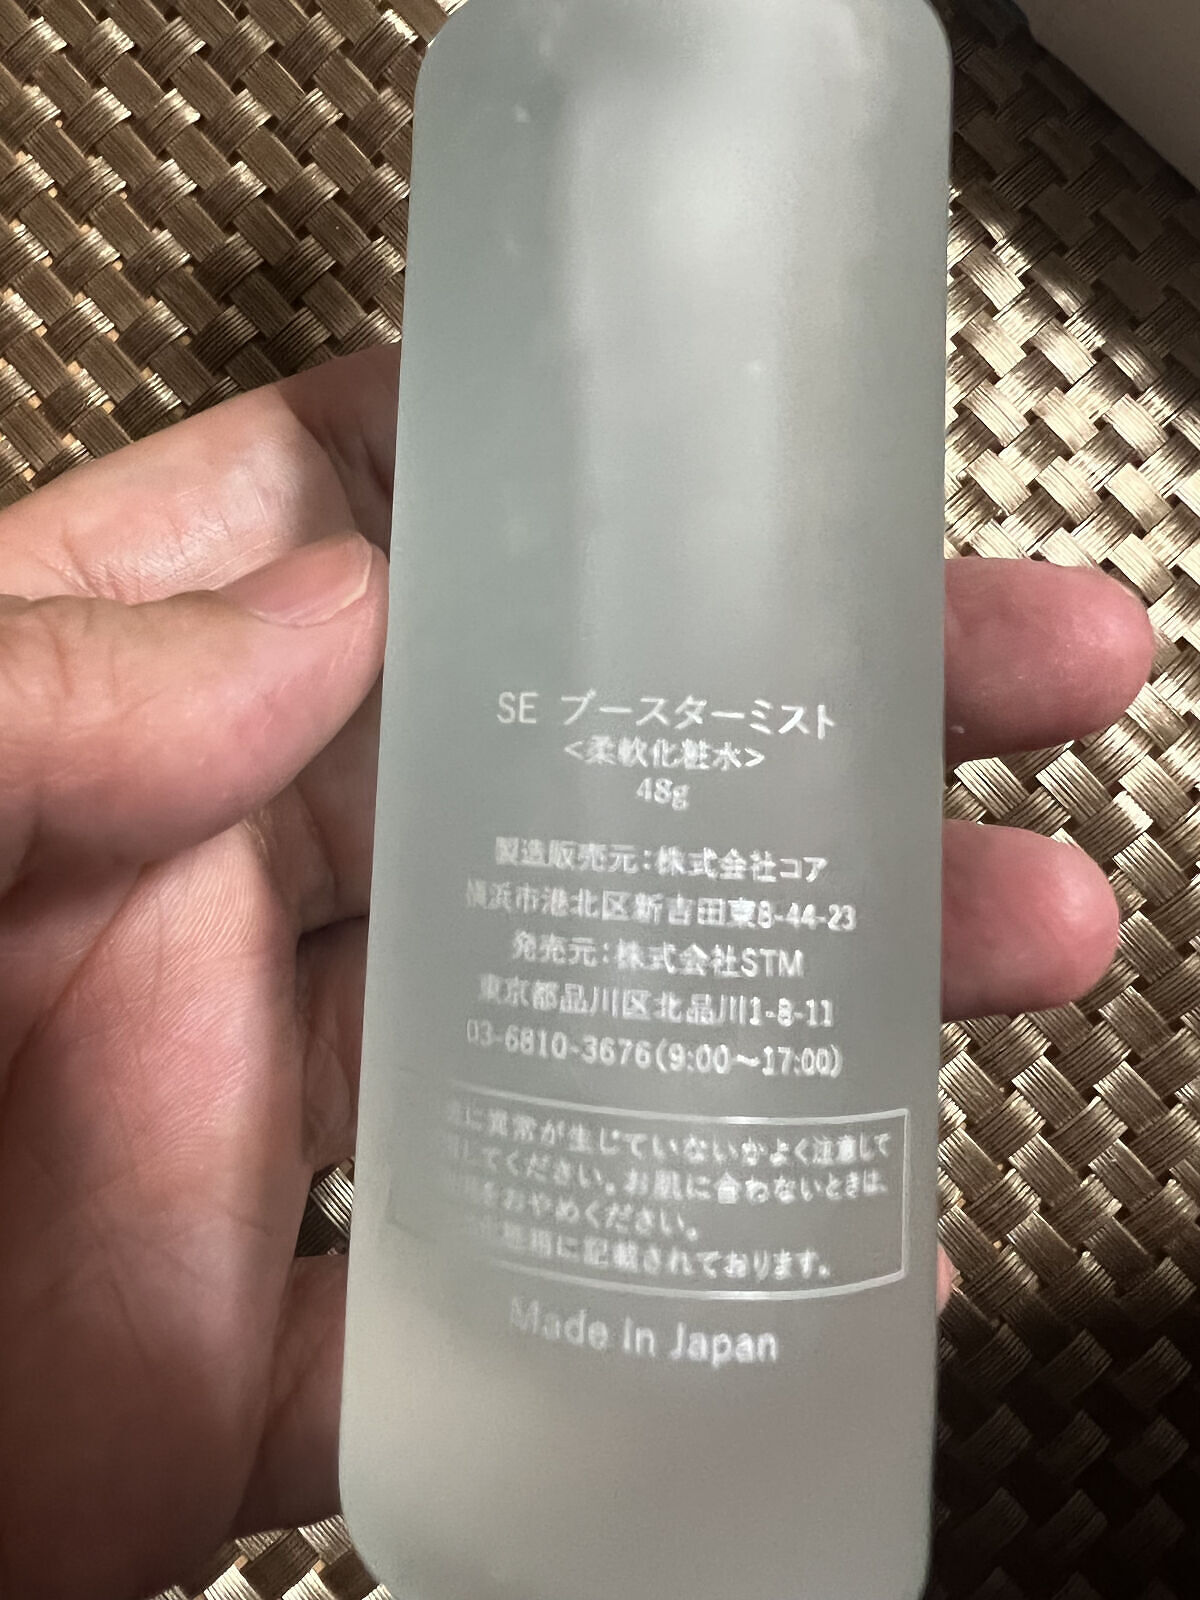 SE ブースターミスト
<柔軟化粧水>
48g
製造販売元：株式会社コア
横浜市港北区新吉田東8-44-23
発売元：株式会社STM
東京都品川区北品川1-8-11
03-6810-3676(9:00〜17:00)
に異常が生じていないかよく注意して
してください。お肌に合わないときは、
をおやめください。
に記載されております。
Made In Japan